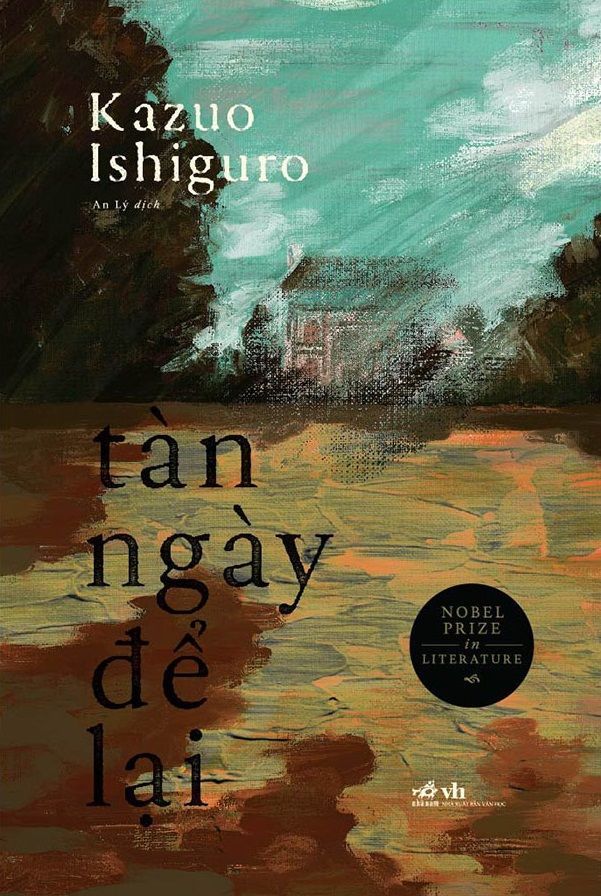 Kazuo
Ishiguro
An Lý dịch
tàn
ngày
để
lại
NOBEL
PRIZE
in
LITERATURE
nhã nam
vh
NHÀ XUẤT BẢN VĂN HỌC